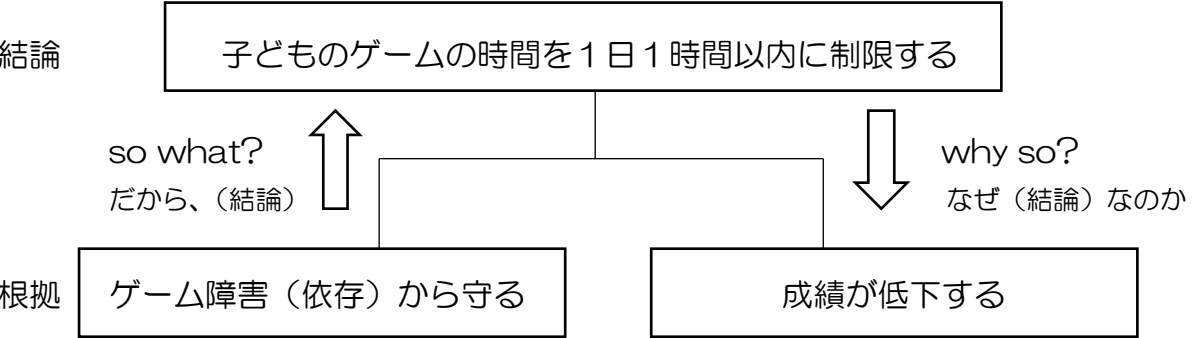 結論
子どものゲームの時間を１日１時間以内に制限する
so what?
だから、（結論）
why so?
なぜ（結論）なのか
根拠
ゲーム障害（依存）から守る
成績が低下する